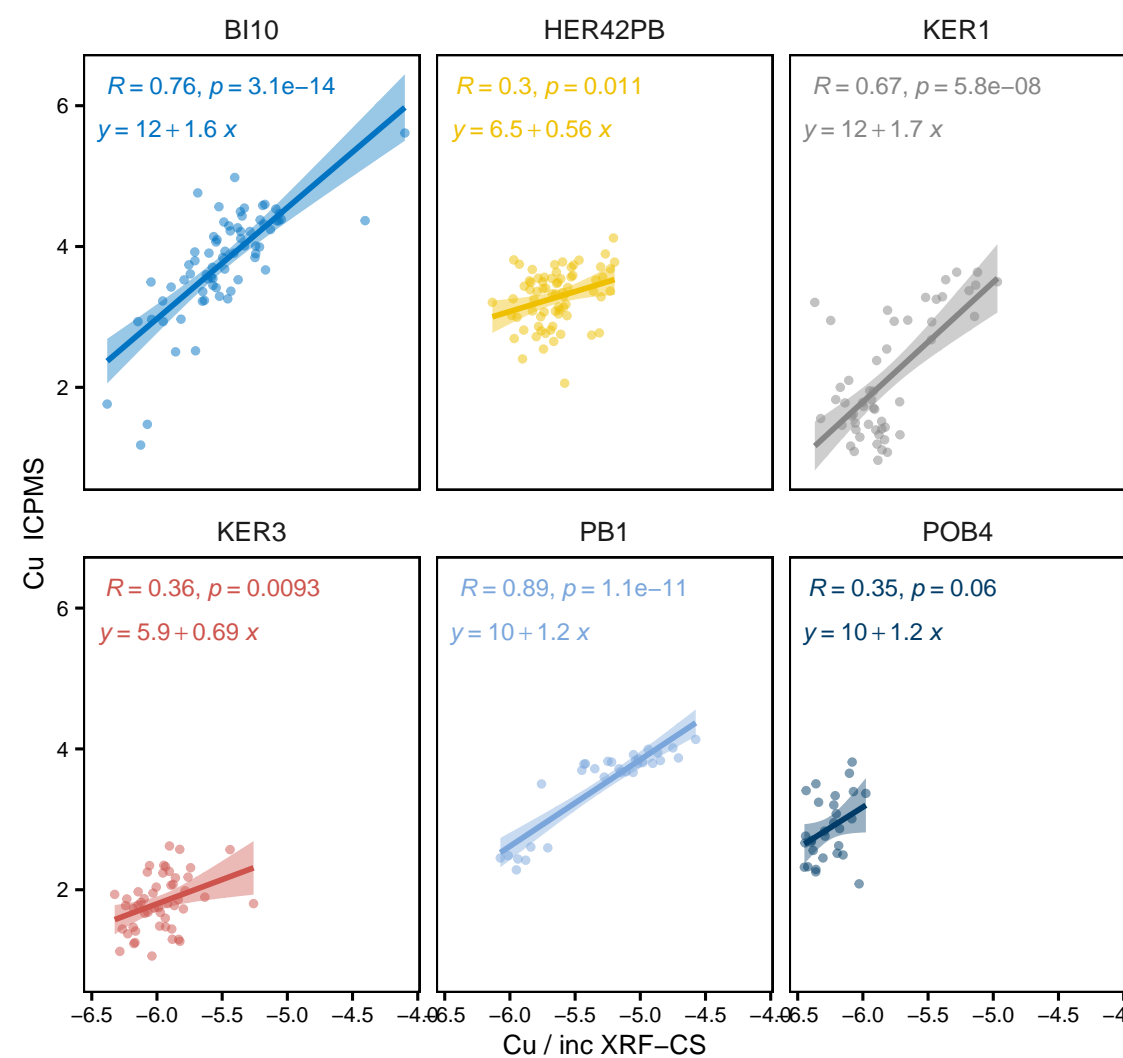 BI10 HER42PB KER1
R = 0.76, p = 3.1e−14 R = 0.3, p = 0.011 R = 0.67, p = 5.8e−08
y = 12 + 1.6 x y = 6.5 + 0.56 x y = 12 + 1.7 x
6
4
2
Cu ICPMS
KER3 PB1 POB4
R = 0.36, p = 0.0093 R = 0.89, p = 1.1e−11 R = 0.35, p = 0.06
y = 5.9 + 0.69 x y = 10 + 1.2 x y = 10 + 1.2 x
6
4
2
−6.5 −6.0 −5.5 −5.0 −4.5 −4.0 −6.5 −6.0 −5.5 −5.0 −4.5 −4.0 −6.5 −6.0 −5.5 −5.0 −4.5
Cu / inc XRF−CS